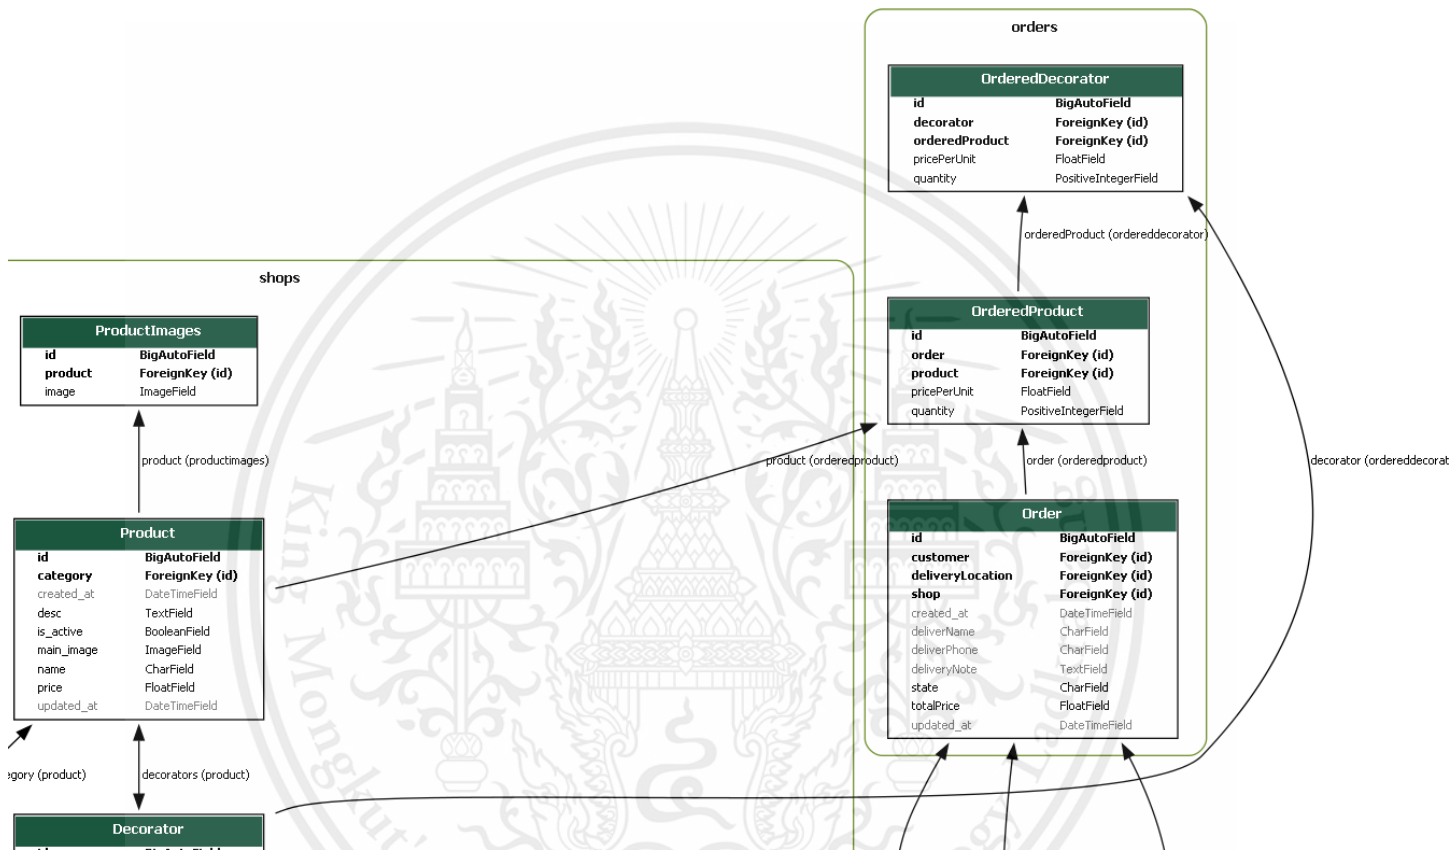 orders
OrderedDecorator
id BigAutoField
decorator ForeignKey (id)
orderedProduct ForeignKey (id)
pricePerUnit FloatField
quantity PositiveIntegerField
orderedProduct (ordereddecorator)
shops
OrderedProduct
id BigAutoField
order ForeignKey (id)
product ForeignKey (id)
pricePerUnit FloatField
quantity PositiveIntegerField
ProductImages
id BigAutoField
product ForeignKey (id)
image ImageField
product (productimages)
product (orderedproduct)
order (orderedproduct)
decorator (ordereddecorat
Product
id BigAutoField
category ForeignKey (id)
created_at DateTimeField
desc TextField
is_active BooleanField
main_image ImageField
name CharField
price FloatField
updated_at DateTimeField
Order
id BigAutoField
customer ForeignKey (id)
deliveryLocation ForeignKey (id)
shop ForeignKey (id)
created_at DateTimeField
deliverName CharField
deliverPhone CharField
deliveryNote TextField
state CharField
totalPrice FloatField
updated_at DateTimeField
egory (product)
decorators (product)
Decorator
King Mongkut